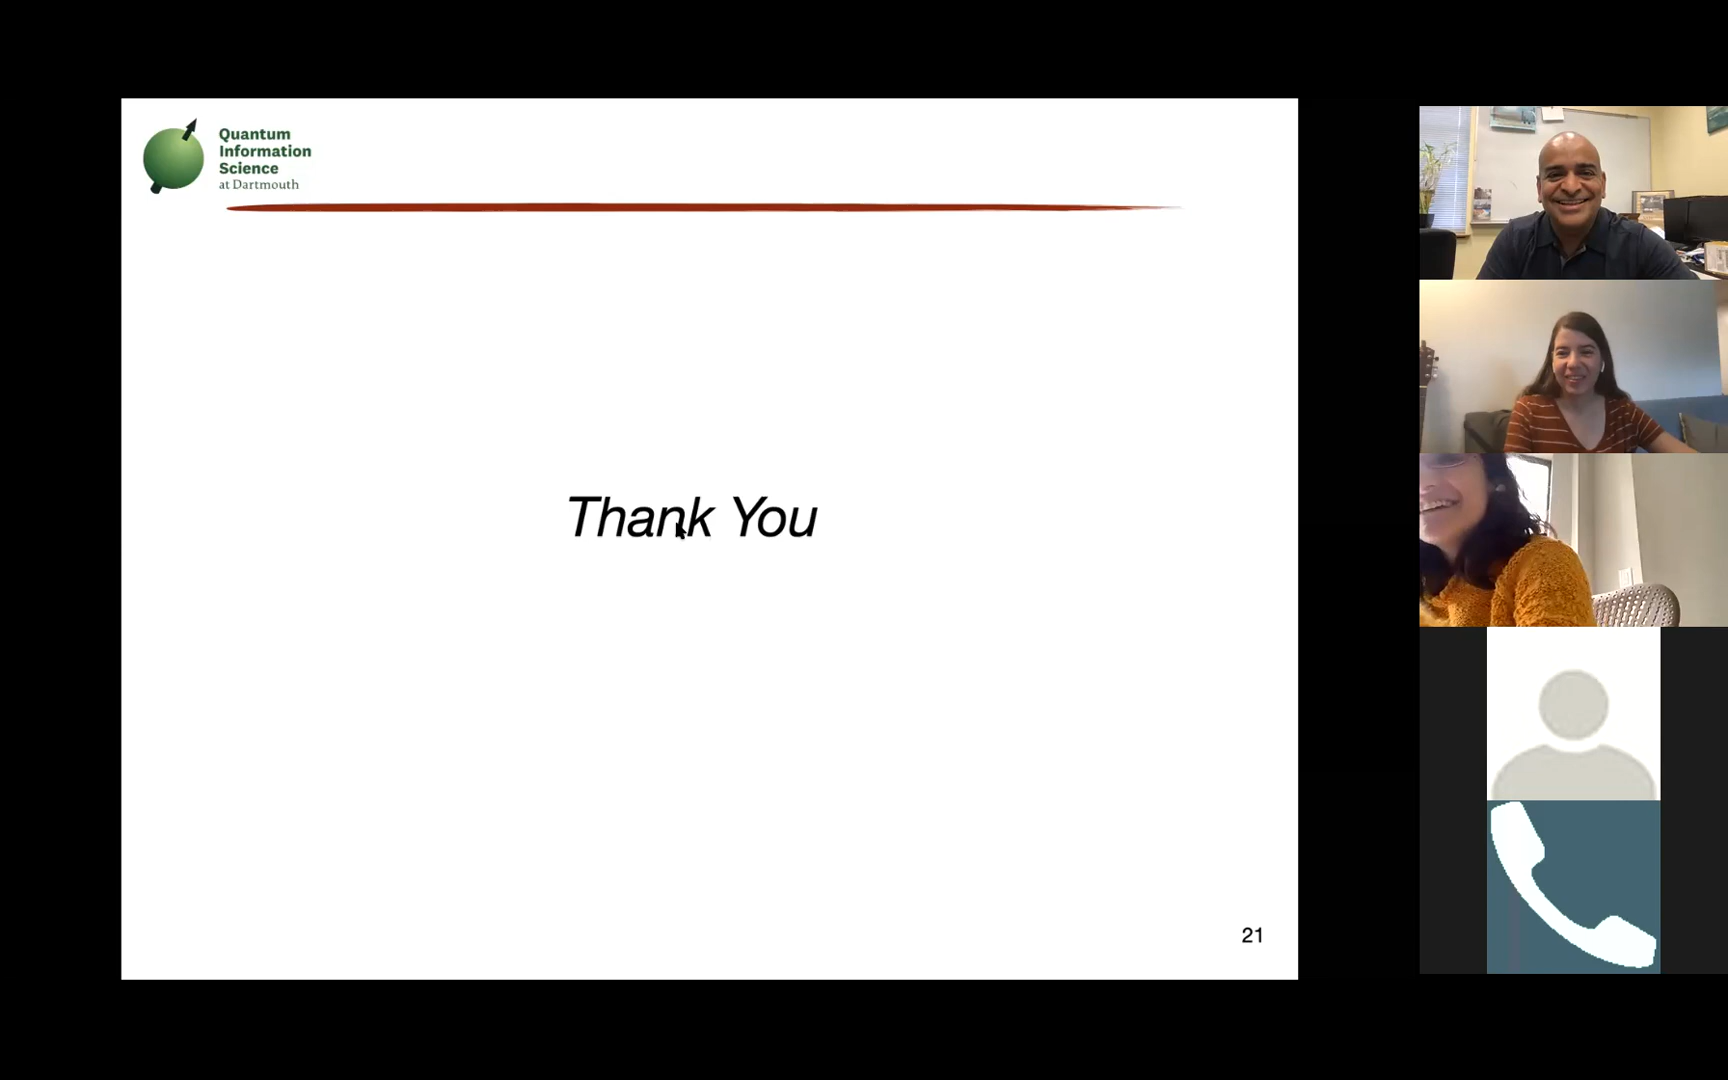 Quantum
Information
Science
at Dartmouth
Thank You
21